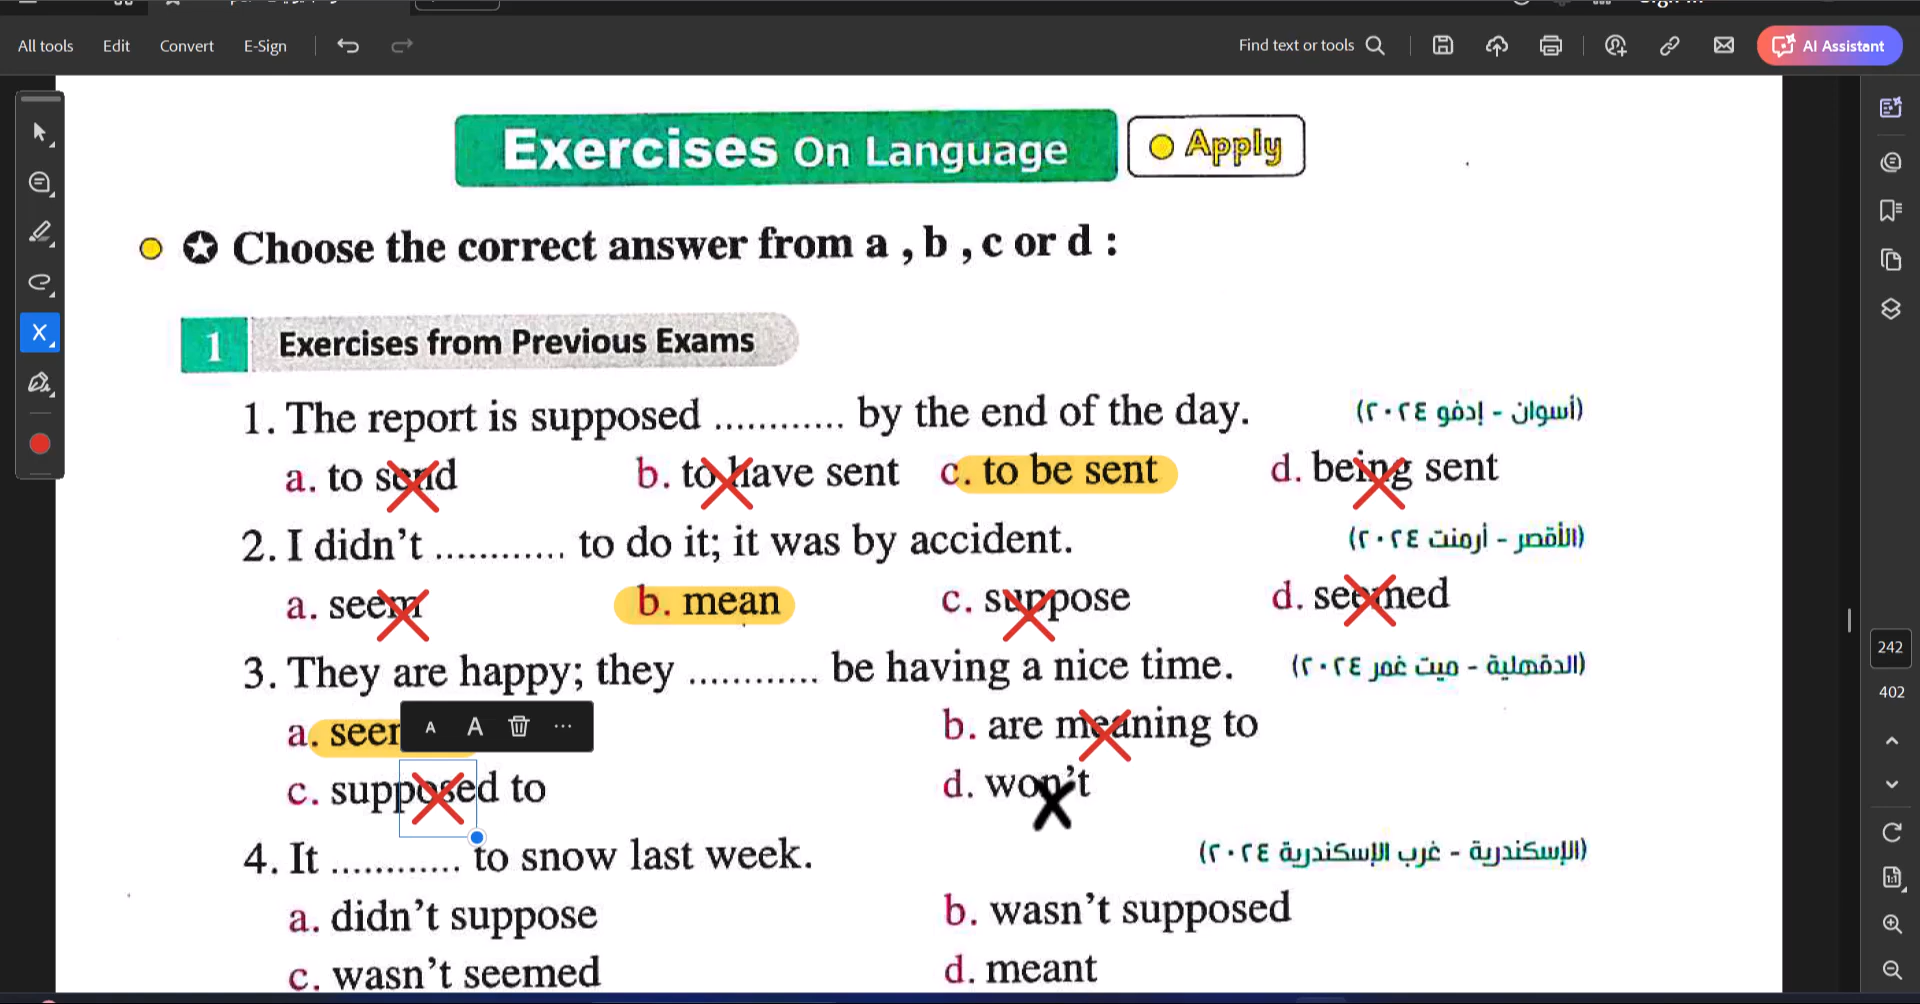 All tools Edit Convert E-Sign Find text or tools AI Assistant
Exercises On Language Apply
Choose the correct answer from a , b , c or d :
1 Exercises from Previous Exams
1. The report is supposed ............ by the end of the day. (أسوان - إدفو ٢٠٢٤)
a. to send b. to have sent c. to be sent d. being sent
2. I didn't ............ to do it; it was by accident. (الأقصر - أرمنت ٢٠٢٤)
a. seem b. mean c. suppose d. seemed
3. They are happy; they ............ be having a nice time. (الدقهلية - ميت غمر ٢٠٢٤)
a. b. are meaning to
A A ...
c. supposed to d. won't
4. It ............ to snow last week. (الإسكندرية - غرب الإسكندرية ٢٠٢٤)
a. didn't suppose b. wasn't supposed
c. wasn't seemed d. meant
242
402
1:1